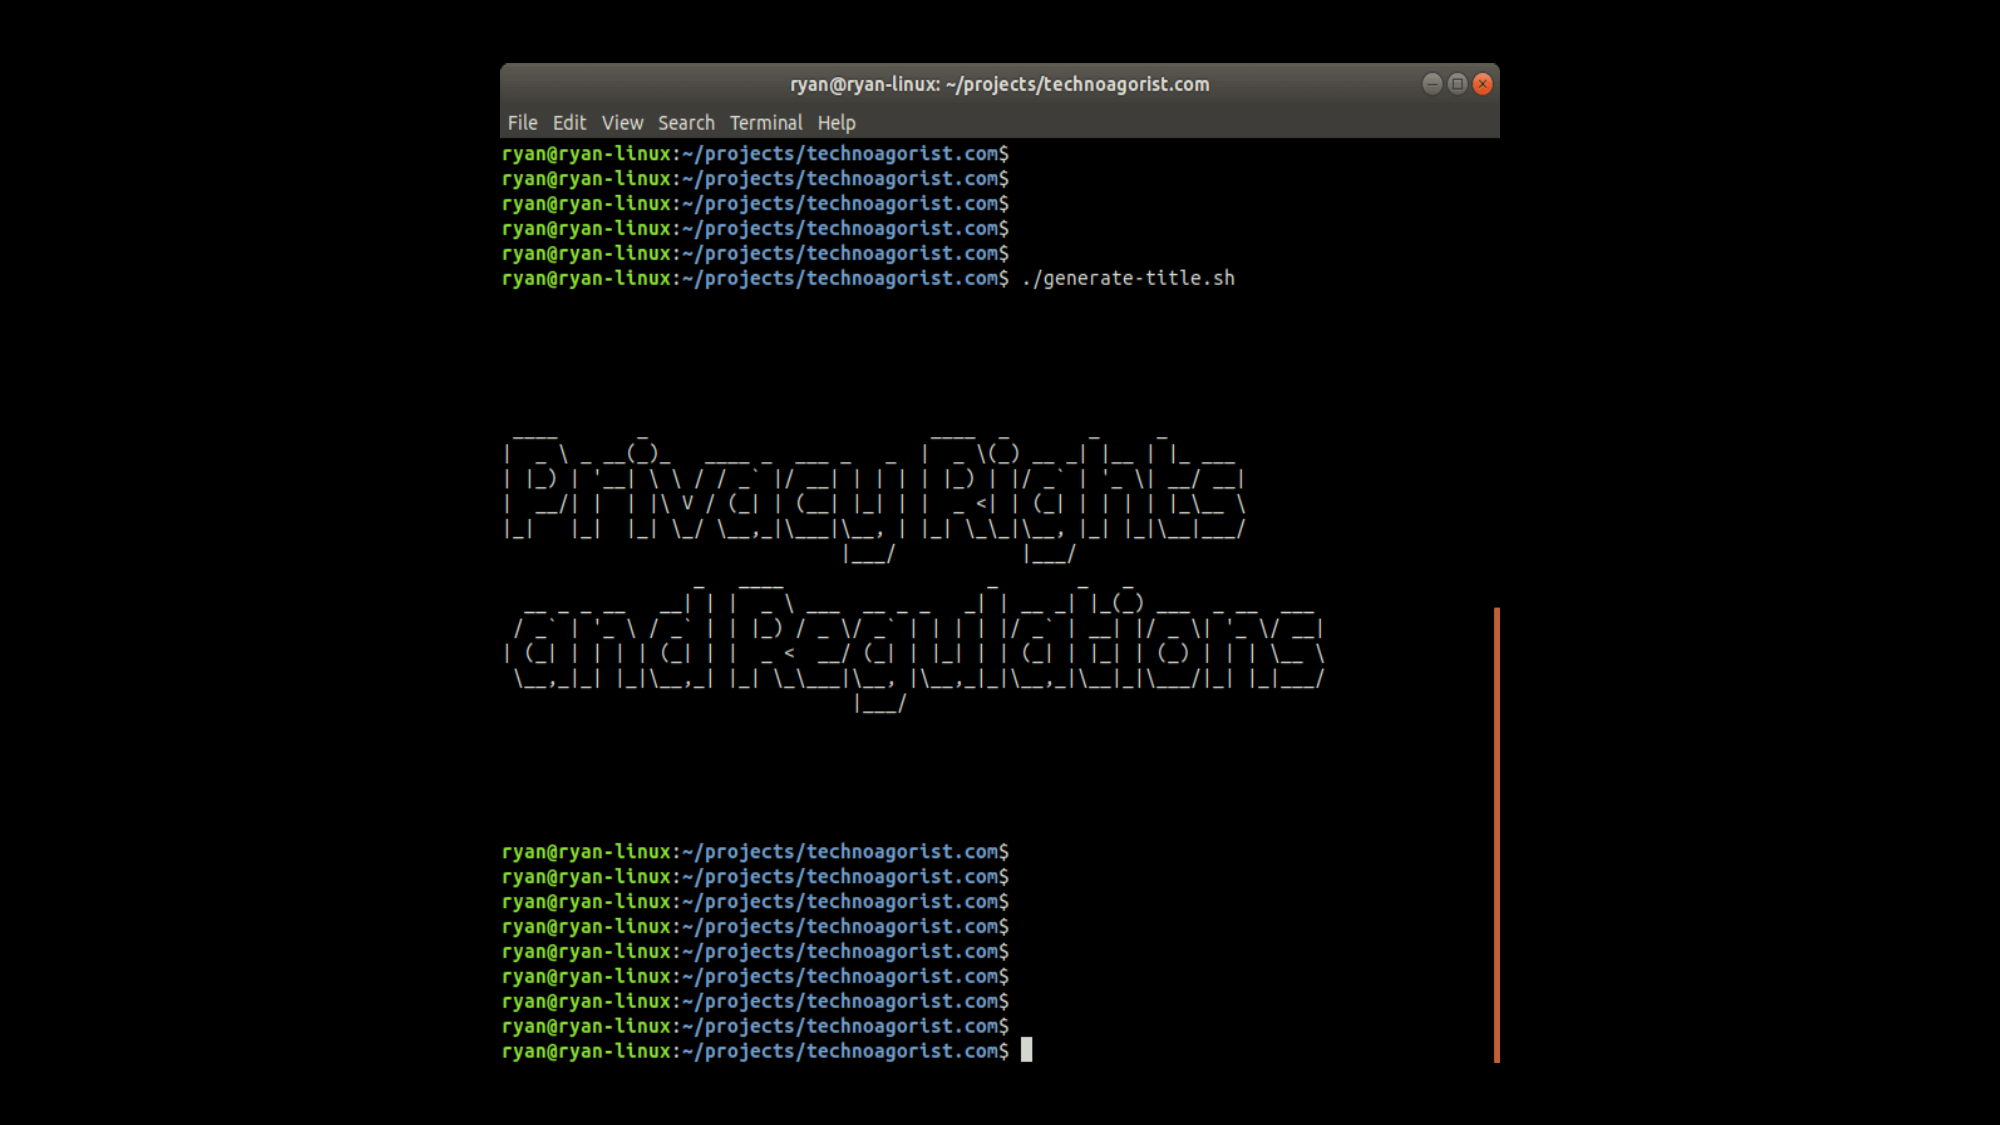 ryan@ryan-linux: ~/projects/technoagorist.com
File Edit View Search Terminal Help
ryan@ryan-linux:~/projects/technoagorist.com$
ryan@ryan-linux:~/projects/technoagorist.com$
ryan@ryan-linux:~/projects/technoagorist.com$
ryan@ryan-linux:~/projects/technoagorist.com$
ryan@ryan-linux:~/projects/technoagorist.com$
ryan@ryan-linux:~/projects/technoagorist.com$ ./generate-title.sh
Privacy Rights
and Regulations
ryan@ryan-linux:~/projects/technoagorist.com$
ryan@ryan-linux:~/projects/technoagorist.com$
ryan@ryan-linux:~/projects/technoagorist.com$
ryan@ryan-linux:~/projects/technoagorist.com$
ryan@ryan-linux:~/projects/technoagorist.com$
ryan@ryan-linux:~/projects/technoagorist.com$
ryan@ryan-linux:~/projects/technoagorist.com$
ryan@ryan-linux:~/projects/technoagorist.com$
ryan@ryan-linux:~/projects/technoagorist.com$